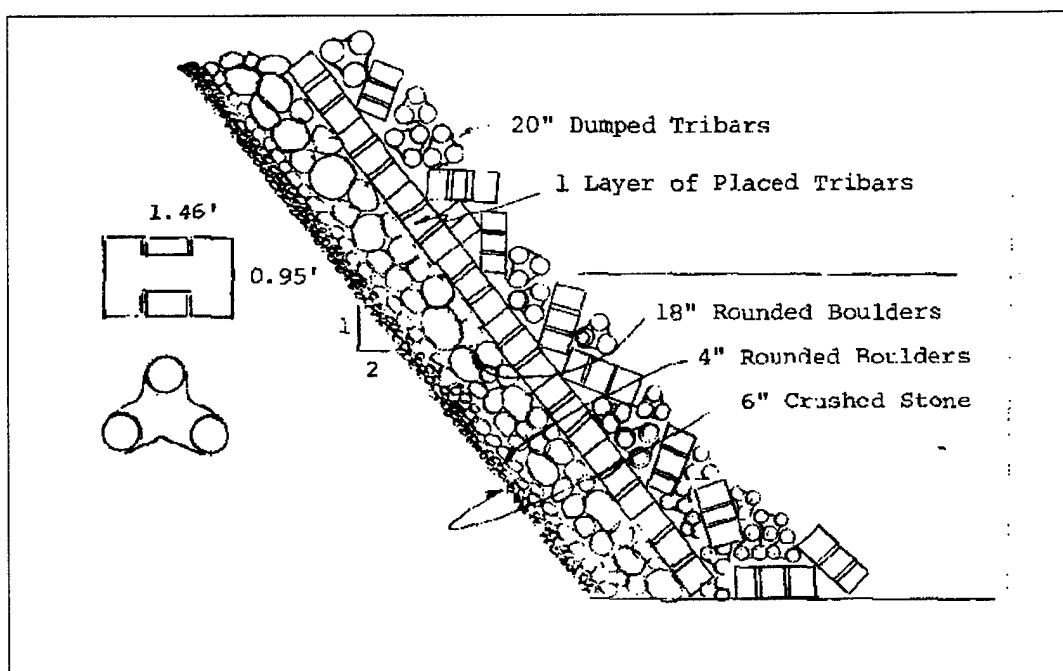 20" Dumped Tribars
1 Layer of Placed Tribars
1.46'
0.95'
18" Rounded Boulders
1
4" Rounded Boulders
2
6" Crushed Stone